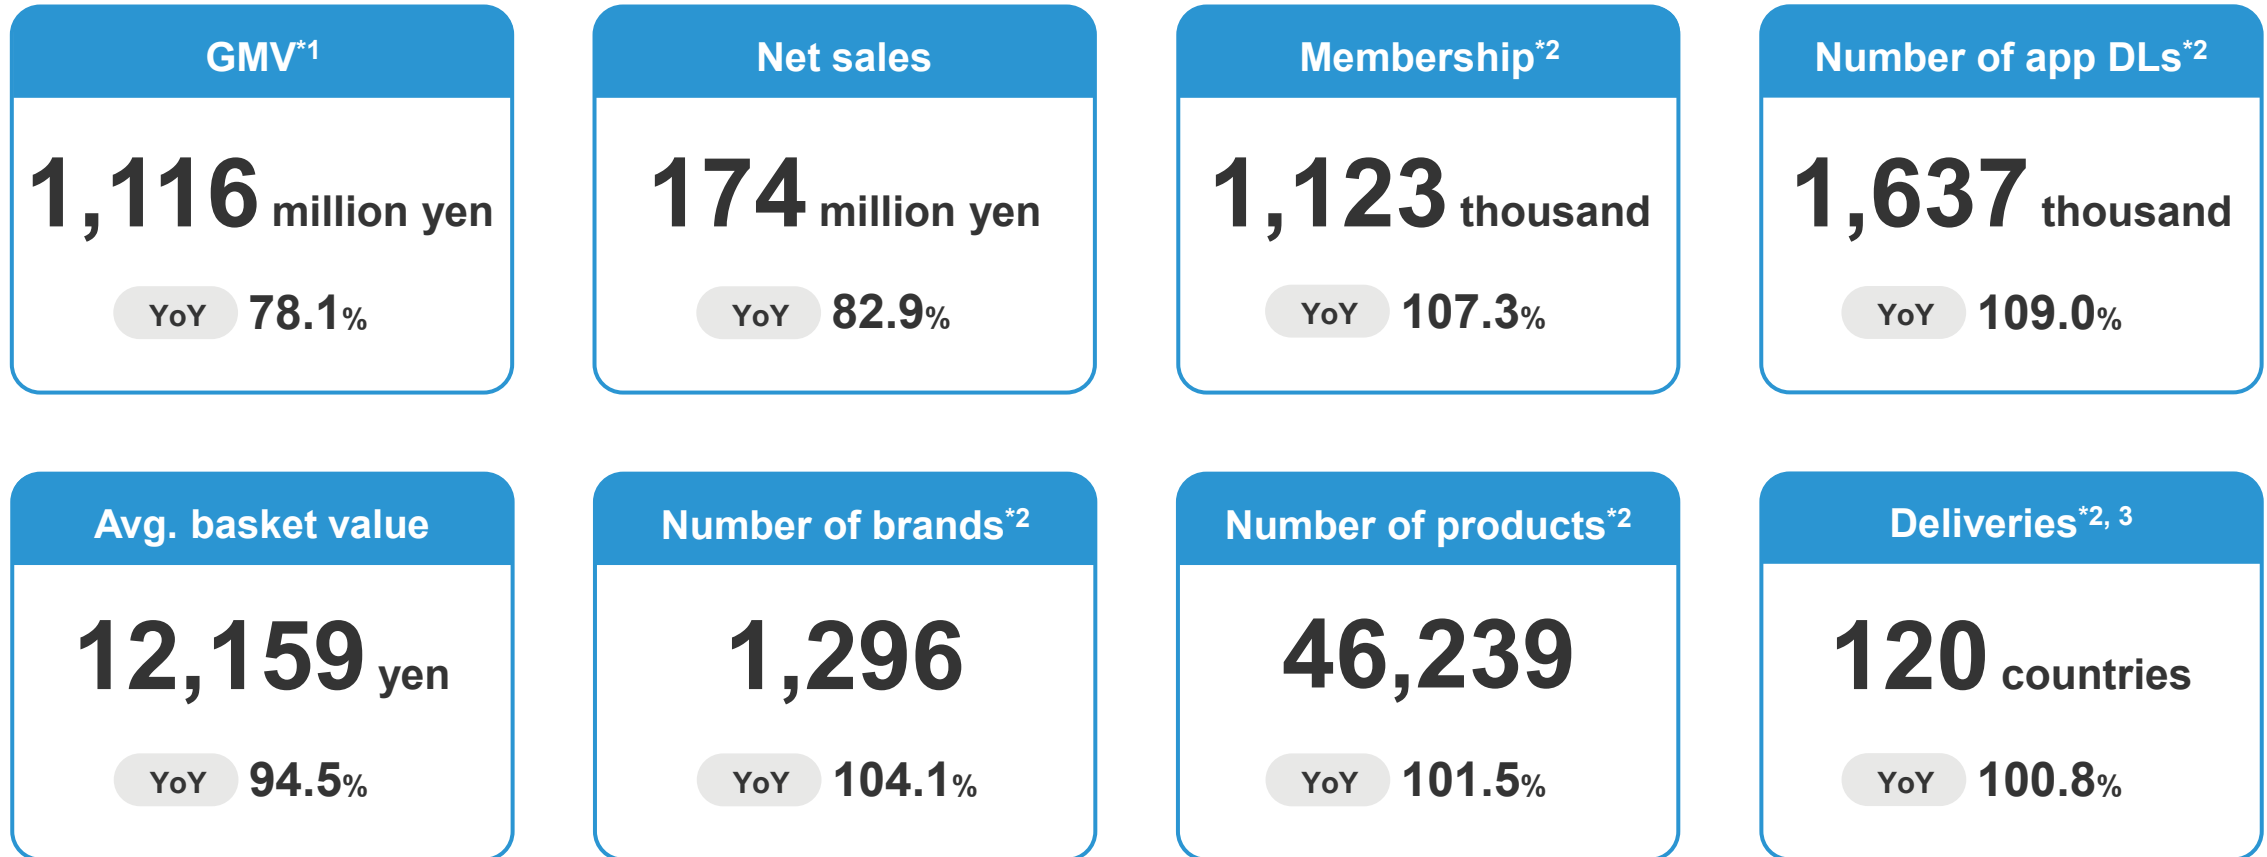 GMV*1
1,116 million yen
YoY 78.1%
Net sales
174 million yen
YoY 82.9%
Membership*2
1,123 thousand
YoY 107.3%
Number of app DLs*2
1,637 thousand
YoY 109.0%
Avg. basket value
12,159 yen
YoY 94.5%
Number of brands*2
1,296
YoY 104.1%
Number of products*2
46,239
YoY 101.5%
Deliveries*2, 3
120 countries
YoY 100.8%